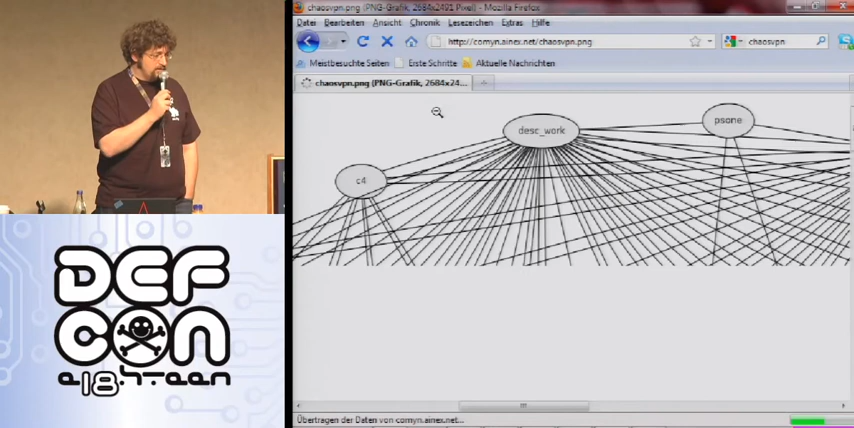 chaosvpn.png (PNG-Grafik, 2684x2491 Pixel) - Mozilla Firefox
Datei Bearbeiten Ansicht Chronik Lesezeichen Extras Hilfe
http://comyn.ainex.net/chaosvpn.png
chaosvpn
Meistbesuchte Seiten Erste Schritte Aktuelle Nachrichten
chaosvpn.png (PNG-Grafik, 2684x24...
desc_work
psone
c4
Übertragen der Daten von comyn.ainex.net...
DEF
CON
18